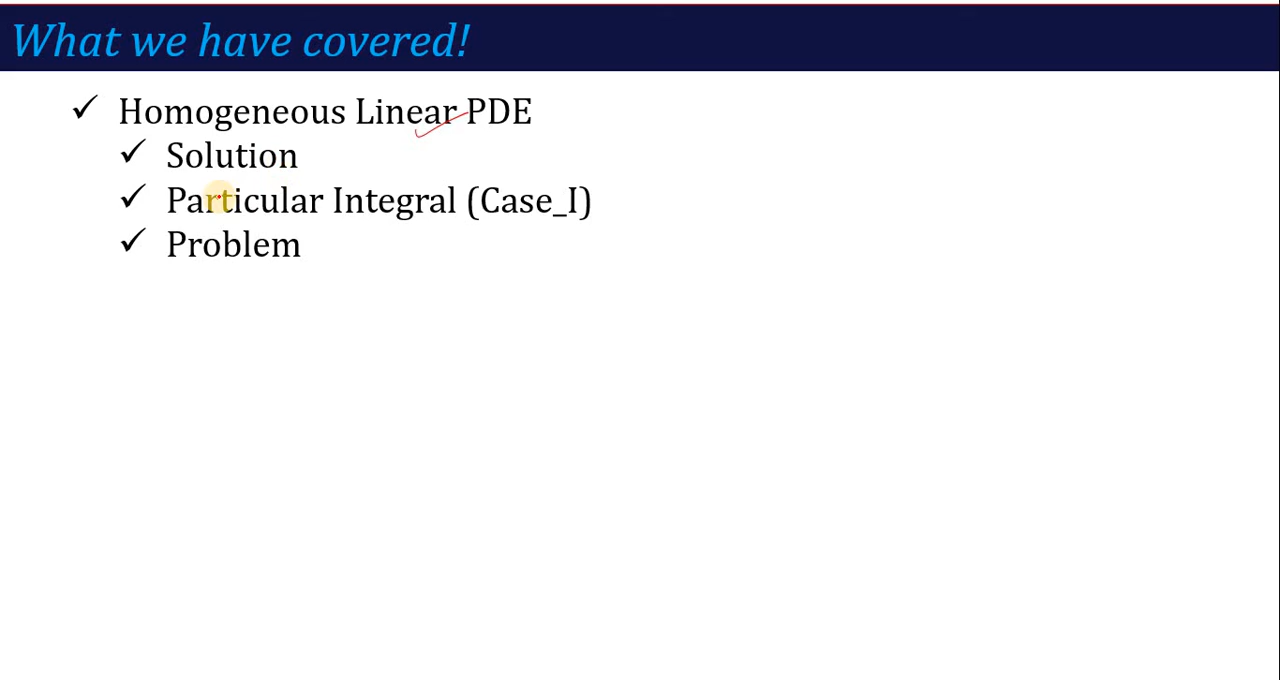 What we have covered!
✓ Homogeneous Linear PDE
✓ Solution
✓ Particular Integral (Case_I)
✓ Problem